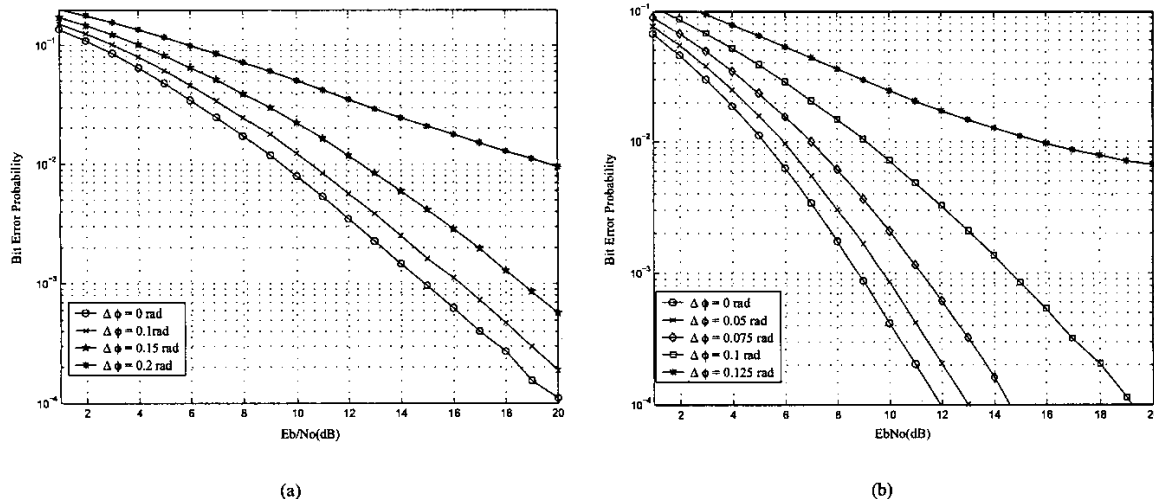 10⁻¹
10⁻²
10⁻³
10⁻⁴
Bit Error Probability
Δ ϕ = 0 rad
Δ ϕ = 0.1rad
Δ ϕ = 0.15 rad
Δ ϕ = 0.2 rad
2 4 6 8 10 12 14 16 18 20
Eb/No(dB)
(a)
10⁻¹
10⁻²
10⁻³
10⁻⁴
Bit Error Probability
Δ ϕ = 0 rad
Δ ϕ = 0.05 rad
Δ ϕ = 0.075 rad
Δ ϕ = 0.1 rad
Δ ϕ = 0.125 rad
2 4 6 8 10 12 14 16 18 2
EbNo(dB)
(b)